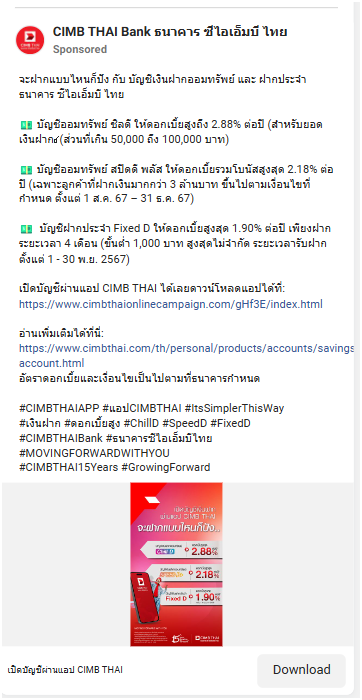 CIMB THAI Bank ธนาคาร ซีไอเอ็มบี ไทย
Sponsored
จะฝากแบบไหนก็ปัง กับ บัญชีเงินฝากออมทรัพย์ และ ฝากประจำ
ธนาคาร ซีไอเอ็มบี ไทย
💵 บัญชีออมทรัพย์ ชิลดี ให้ดอกเบี้ยสูงถึง 2.88% ต่อปี (สำหรับยอด
เงินฝาก(ส่วนที่เกิน 50,000 ถึง 100,000 บาท)
💵 บัญชีออมทรัพย์ สปีดดี พลัส ให้ดอกเบี้ยรวมโบนัสสูงสุด 2.18% ต่อ
ปี (เฉพาะลูกค้าที่ฝากเงินมากกว่า 3 ล้านบาท ขึ้นไปตามเงื่อนไขที่
กำหนด ตั้งแต่ 1 ส.ค. 67 – 31 ธ.ค. 67)
💵 บัญชีฝากประจำ Fixed D ให้ดอกเบี้ยสูงสุด 1.90% ต่อปี เพียงฝาก
ระยะเวลา 4 เดือน (ขั้นต่ำ 1,000 บาท สูงสุดไม่จำกัด ระยะเวลารับฝาก
ตั้งแต่ 1 - 30 พ.ย. 2567)
เปิดบัญชีผ่านแอป CIMB THAI ได้เลยดาวน์โหลดแอปได้ที่:
https://www.cimbthaionlinecampaign.com/gHf3E/index.html
อ่านเพิ่มเติมได้ที่นี่:
https://www.cimbthai.com/th/personal/products/accounts/savings
account.html
อัตราดอกเบี้ยและเงื่อนไขเป็นไปตามที่ธนาคารกำหนด
#CIMBTHAIAPP #แอปCIMBTHAI #ItsSimplerThisWay
#เงินฝาก #ดอกเบี้ยสูง #ChillD #SpeedD #FixedD
#CIMBTHAIBank #ธนาคารซีไอเอ็มบีไทย
#MOVINGFORWARDWITHYOU
#CIMBTHAI15Years #GrowingForward
CIMB THAI
จะฝากแบบไหนก็ปัง...
Chill D
2.88%
2.18%
Fixed D
1.90%
CIMB THAI
เปิดบัญชีผ่านแอป CIMB THAI
Download